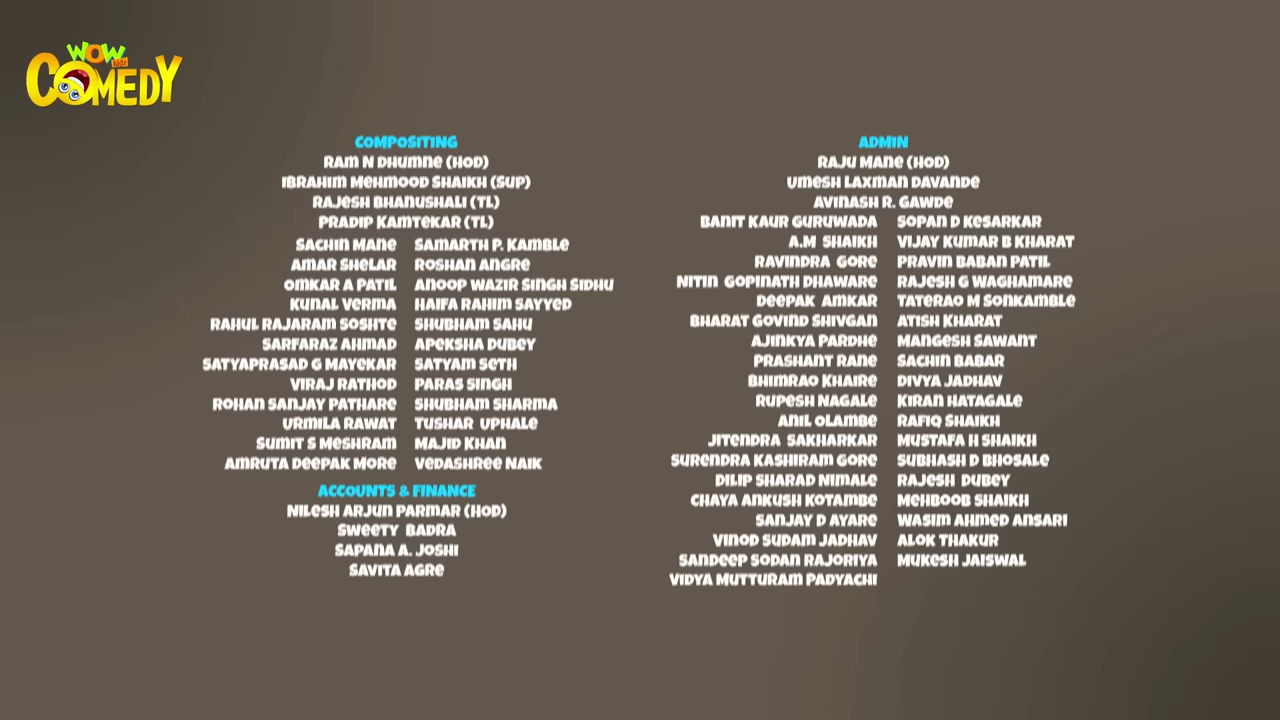 WOW
COMEDY
COMPOSITING
RAM N DHUMNE (HOD)
IBRAHIM MEHMOOD SHAIKH (SUP)
RAJESH BHANUSHALI (TL)
PRADIP KAMTEKAR (TL)
SACHIN MANE SAMARTH P. KAMBLE
AMAR SHELAR ROSHAN ANGRE
OMKAR A PATIL ANOOP WAZIR SINGH SIDHU
KUNAL VERMA HAIFA RAHIM SAYYED
RAHUL RAJARAM SOSHTE SHUBHAM SAHU
SARFARAZ AHMAD APEKSHA DUBEY
SATYAPRASAD G MAYEKAR SATYAM SETH
VIRAJ RATHOD PARAS SINGH
ROHAN SANJAY PATHARE SHUBHAM SHARMA
URMILA RAWAT TUSHAR UPHALE
SUMIT S MESHRAM MAJID KHAN
AMRUTA DEEPAK MORE VEDASHREE NAIK
ACCOUNTS & FINANCE
NILESH ARJUN PARMAR (HOD)
SWEETY BADRA
SAPANA A. JOSHI
SAVITA AGRE
ADMIN
RAJU MANE (HOD)
UMESH LAXMAN DAVANDE
AVINASH R. GAWDE
BANIT KAUR GURUWADA SOPAN D KESARKAR
A.M SHAIKH VIJAY KUMAR B KHARAT
RAVINDRA GORE PRAVIN BABAN PATIL
NITIN GOPINATH DHAWARE RAJESH G WAGHAMARE
DEEPAK AMKAR TATERAO M SONKAMBLE
BHARAT GOVIND SHIVGAN ATISH KHARAT
AJINKYA PARDHE MANGESH SAWANT
PRASHANT RANE SACHIN BABAR
BHIMRAO KHAIRE DIVYA JADHAV
RUPESH NAGALE KIRAN HATAGALE
ANIL OLAMBE RAFIQ SHAIKH
JITENDRA SAKHARKAR MUSTAFA H SHAIKH
SURENDRA KASHIRAM GORE SUBHASH D BHOSALE
DILIP SHARAD NIMALE RAJESH DUBEY
CHAYA ANKUSH KOTAMBE MEHBOOB SHAIKH
SANJAY D AYARE WASIM AHMED ANSARI
VINOD SUDAM JADHAV ALOK THAKUR
SANDEEP SODAN RAJORIYA MUKESH JAISWAL
VIDYA MUTTURAM PADYACHI